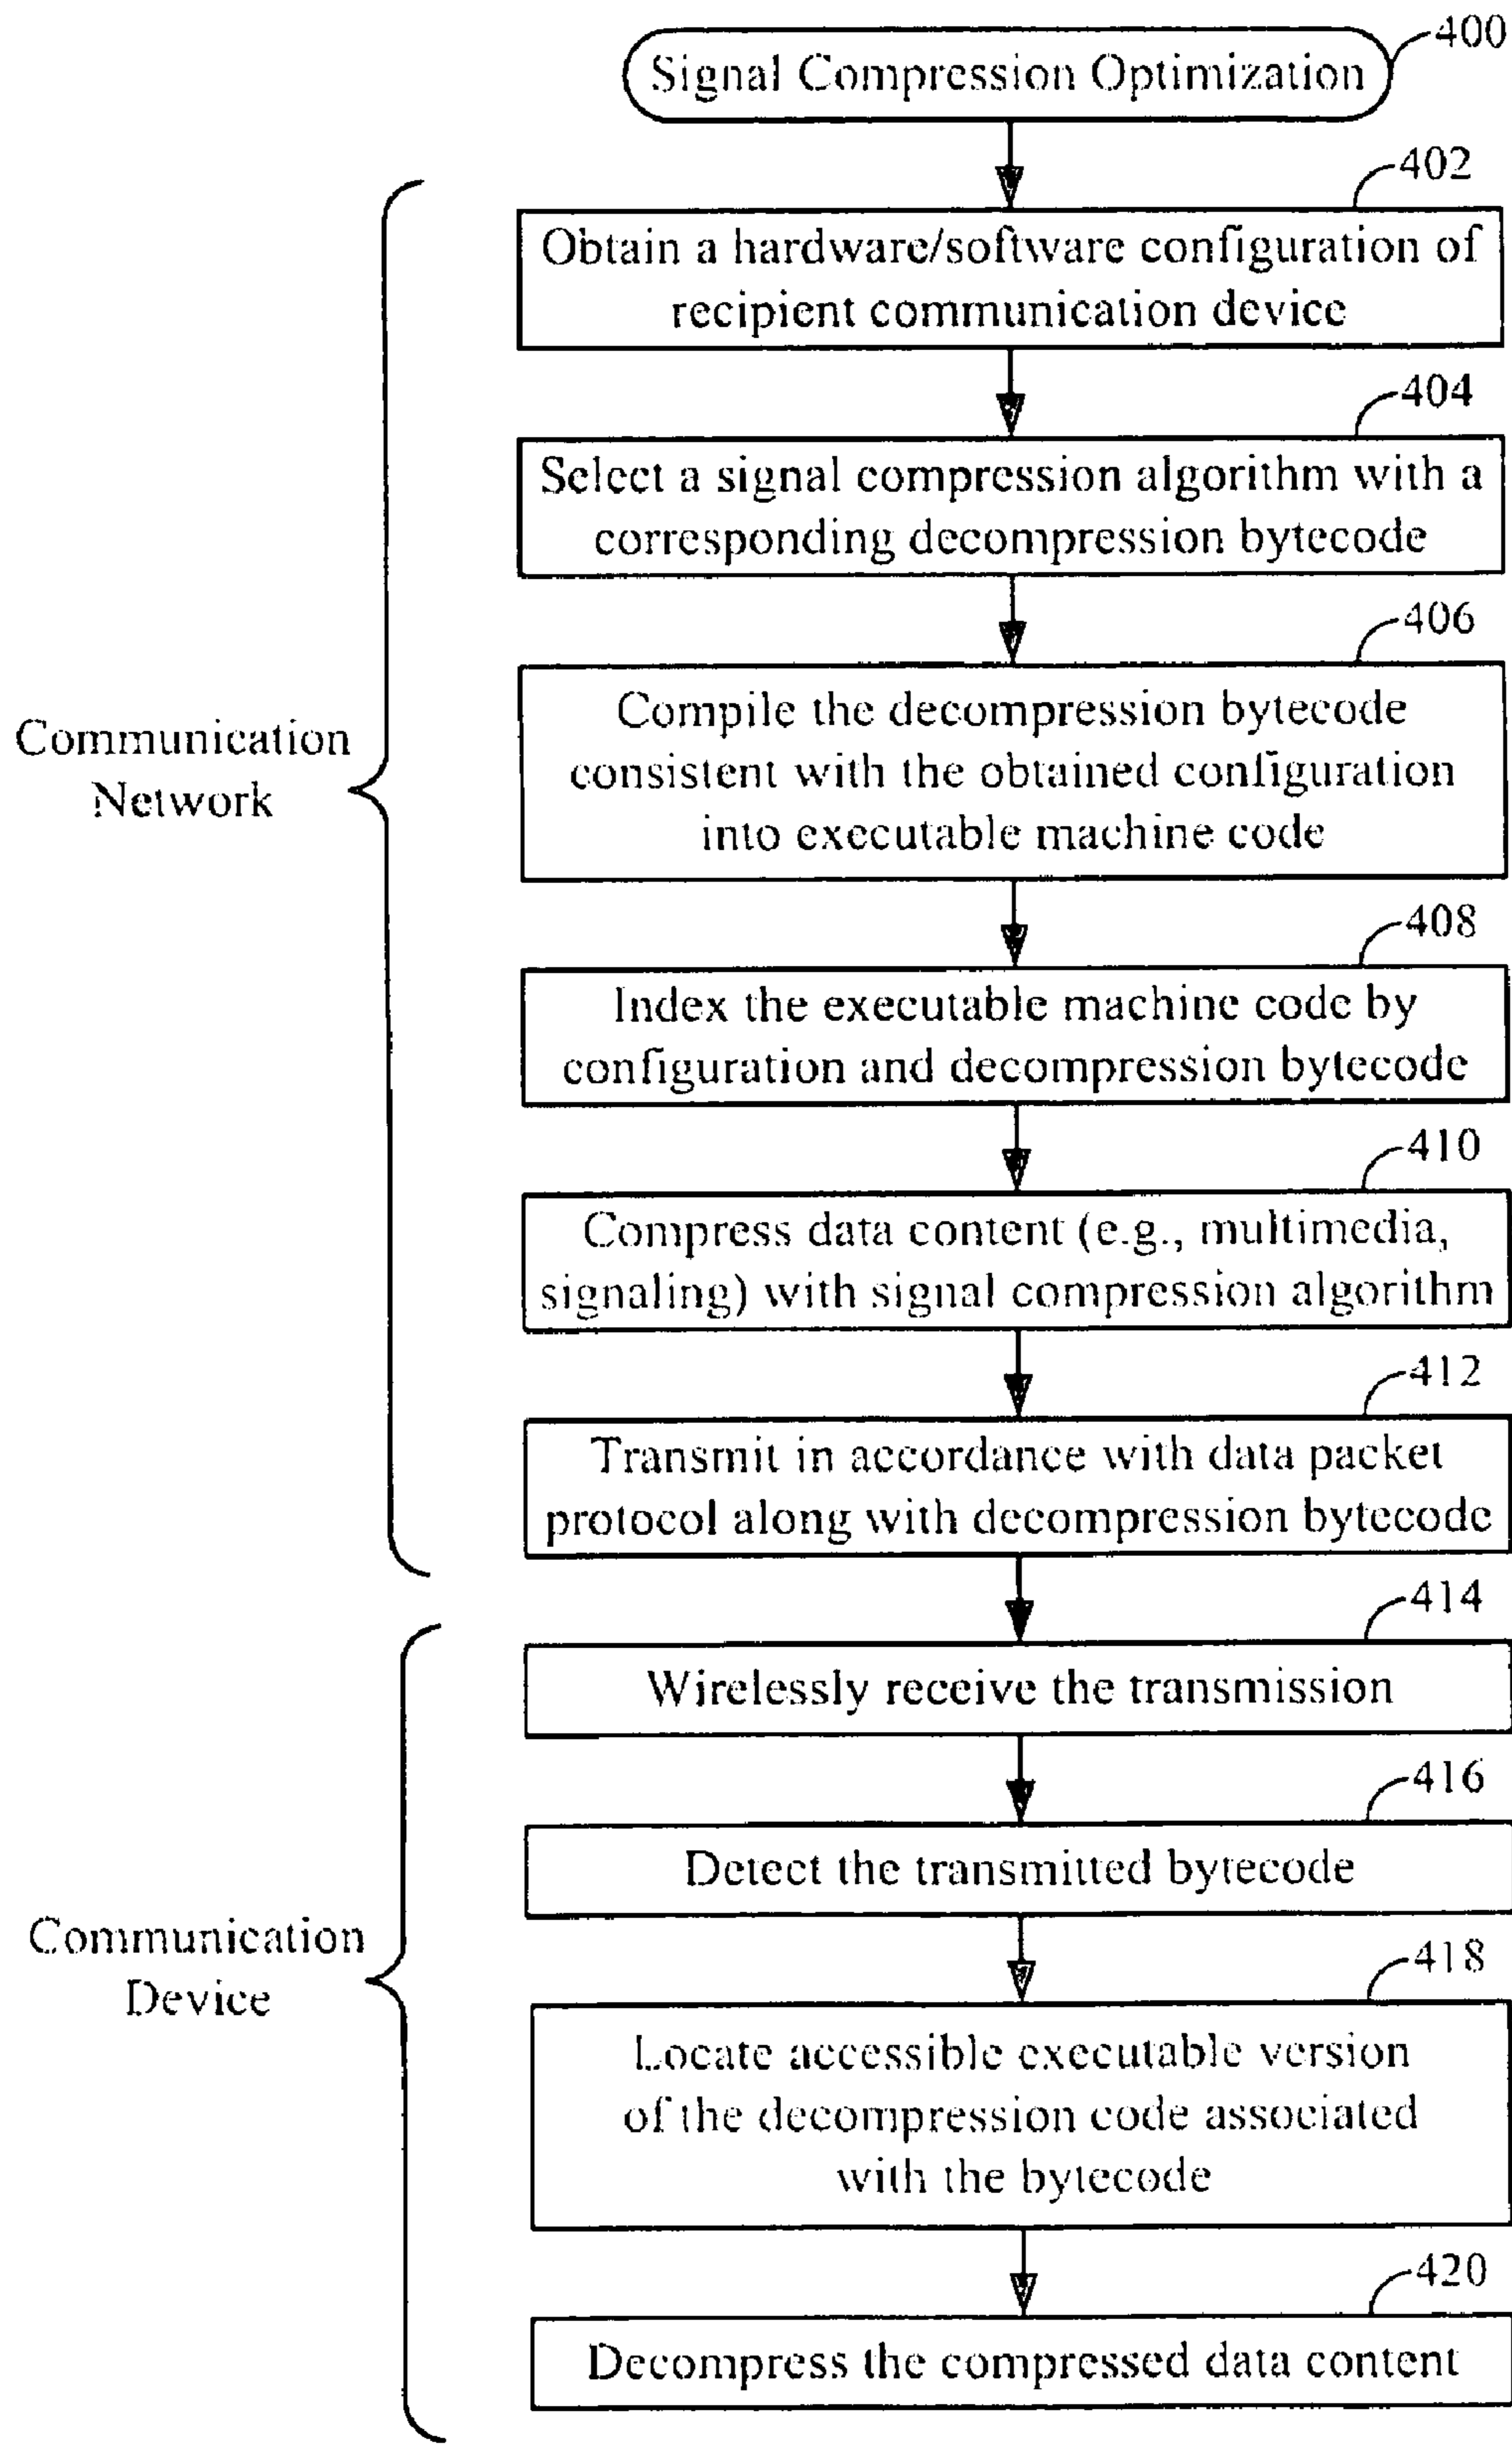 400
Signal Compression Optimization
402
Obtain a hardware/software configuration of
recipient communication device
404
Select a signal compression algorithm with a
corresponding decompression bytecode
406
Compile the decompression bytecode
consistent with the obtained configuration
into executable machine code
Communication
Network
408
Index the executable machine code by
configuration and decompression bytecode
410
Compress data content (e.g., multimedia,
signaling) with signal compression algorithm
412
Transmit in accordance with data packet
protocol along with decompression bytecode
414
Wirelessly receive the transmission
416
Detect the transmitted bytecode
Communication
Device
418
Locate accessible executable version
of the decompression code associated
with the bytecode
420
Decompress the compressed data content